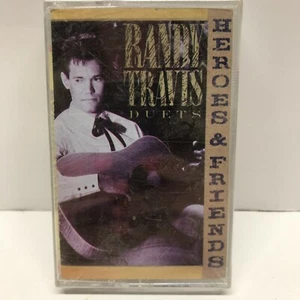 RANDY
TRAVIS
DUETS
HEROES & FRIENDS